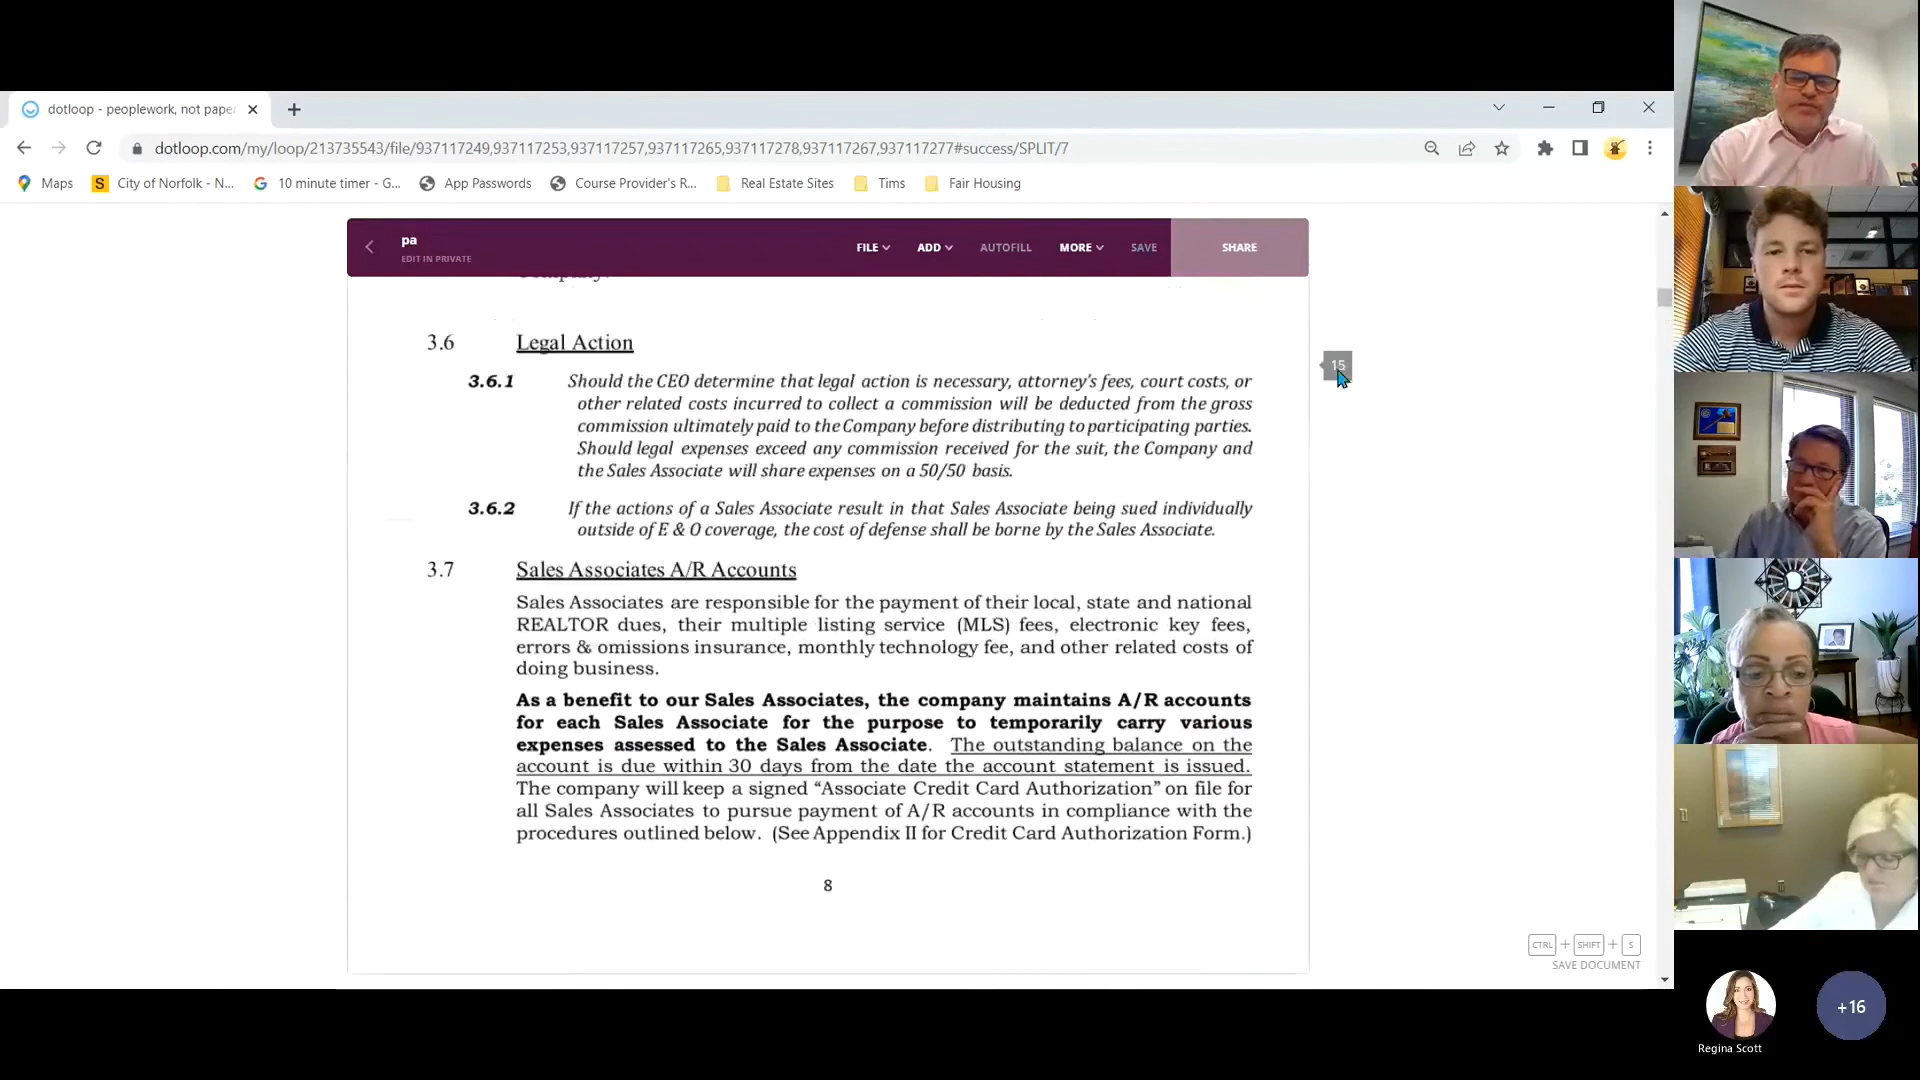 dotloop - peoplework, not paper
dotloop.com/my/loop/213735543/file/937117249,937117253,937117257,937117265,937117278,937117267,937117277#success/SPLIT/7
Maps
City of Norfolk - N...
10 minute timer - G...
App Passwords
Course Provider's R...
Real Estate Sites
Tims
Fair Housing
pa
EDIT IN PRIVATE
FILE
ADD
AUTOFILL
MORE
SAVE
SHARE
Company.
3.6 Legal Action
3.6.1 Should the CEO determine that legal action is necessary, attorney's fees, court costs, or
other related costs incurred to collect a commission will be deducted from the gross
commission ultimately paid to the Company before distributing to participating parties.
Should legal expenses exceed any commission received for the suit, the Company and
the Sales Associate will share expenses on a 50/50 basis.
3.6.2 If the actions of a Sales Associate result in that Sales Associate being sued individually
outside of E & O coverage, the cost of defense shall be borne by the Sales Associate.
3.7 Sales Associates A/R Accounts
Sales Associates are responsible for the payment of their local, state and national
REALTOR dues, their multiple listing service (MLS) fees, electronic key fees,
errors & omissions insurance, monthly technology fee, and other related costs of
doing business.
As a benefit to our Sales Associates, the company maintains A/R accounts
for each Sales Associate for the purpose to temporarily carry various
expenses assessed to the Sales Associate. The outstanding balance on the
account is due within 30 days from the date the account statement is issued.
The company will keep a signed “Associate Credit Card Authorization” on file for
all Sales Associates to pursue payment of A/R accounts in compliance with the
procedures outlined below. (See Appendix II for Credit Card Authorization Form.)
8
15
CTRL + SHIFT + S
SAVE DOCUMENT
Regina Scott
+16